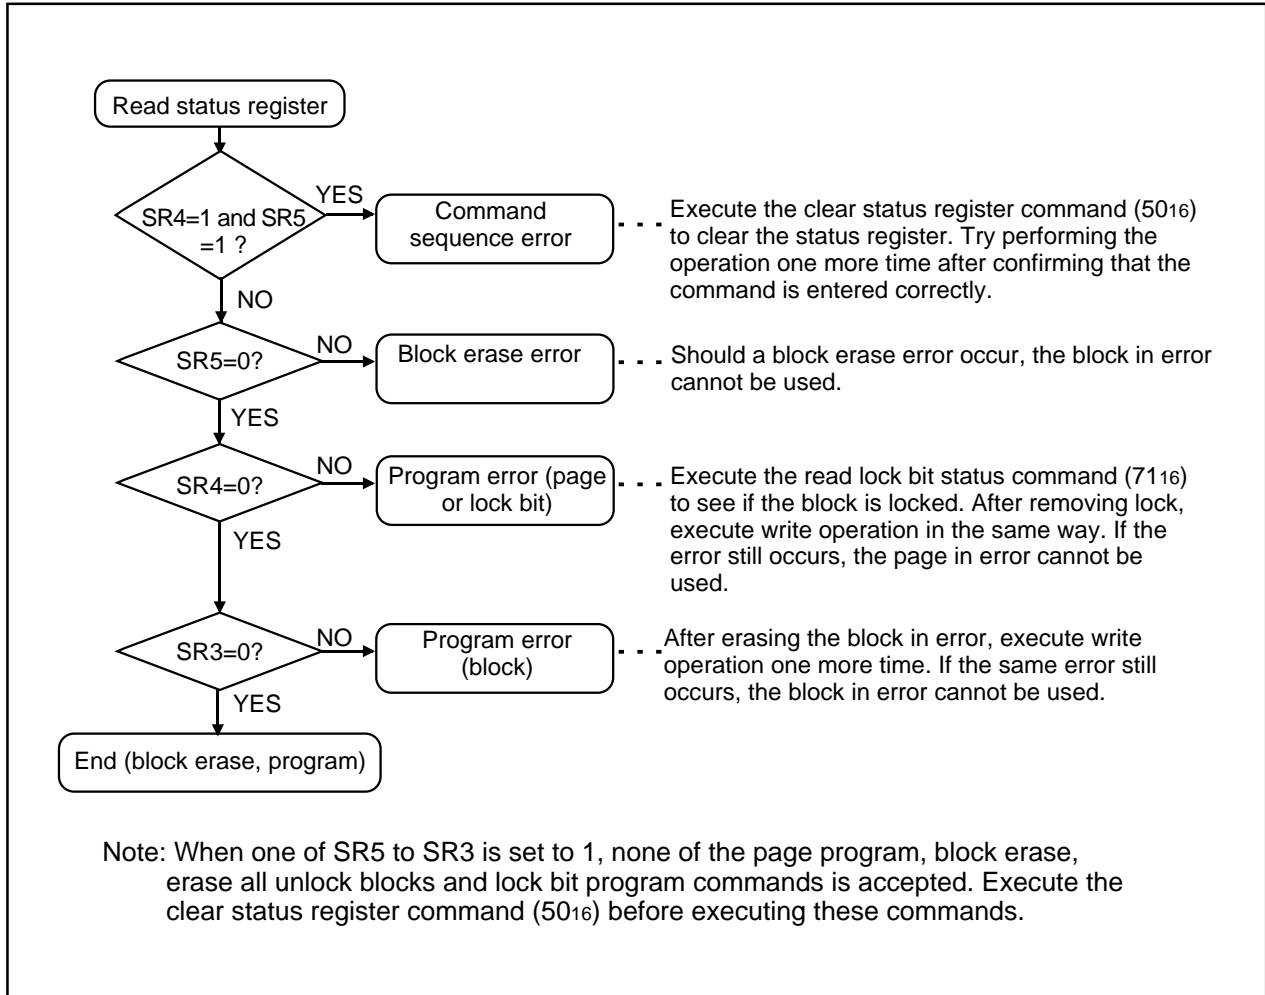 Read status register
SR4=1 and SR5
=1 ?
YES
Command
sequence error
Execute the clear status register command (5016)
to clear the status register. Try performing the
operation one more time after confirming that the
command is entered correctly.
NO
SR5=0?
NO
Block erase error
Should a block erase error occur, the block in error
cannot be used.
YES
SR4=0?
NO
Program error (page
or lock bit)
Execute the read lock bit status command (7116)
to see if the block is locked. After removing lock,
execute write operation in the same way. If the
error still occurs, the page in error cannot be
used.
YES
SR3=0?
NO
Program error
(block)
After erasing the block in error, execute write
operation one more time. If the same error still
occurs, the block in error cannot be used.
YES
End (block erase, program)
Note: When one of SR5 to SR3 is set to 1, none of the page program, block erase,
erase all unlock blocks and lock bit program commands is accepted. Execute the
clear status register command (5016) before executing these commands.